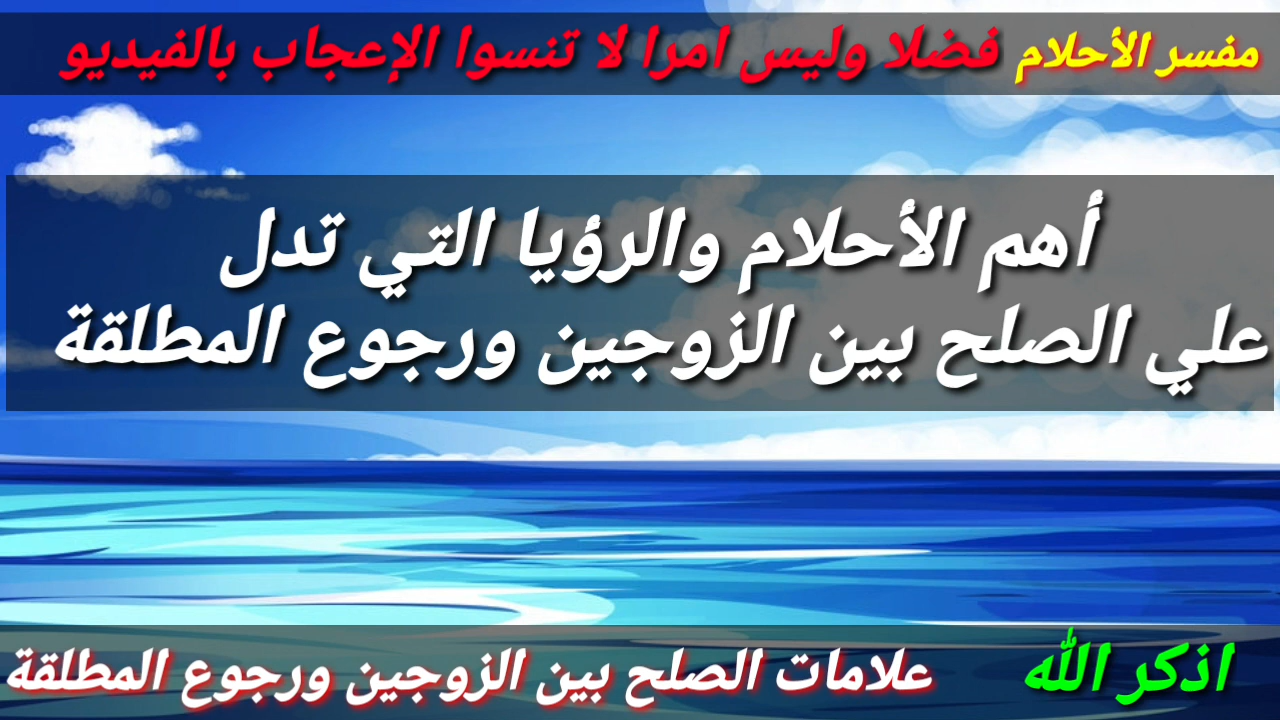 مفسر الأحلام فضلا وليس امرا لا تنسوا الإعجاب بالفيديو
أهم الأحلام والرؤيا التي تدل
علي الصلح بين الزوجين ورجوع المطلقة
اذكر الله علامات الصلح بين الزوجين ورجوع المطلقة